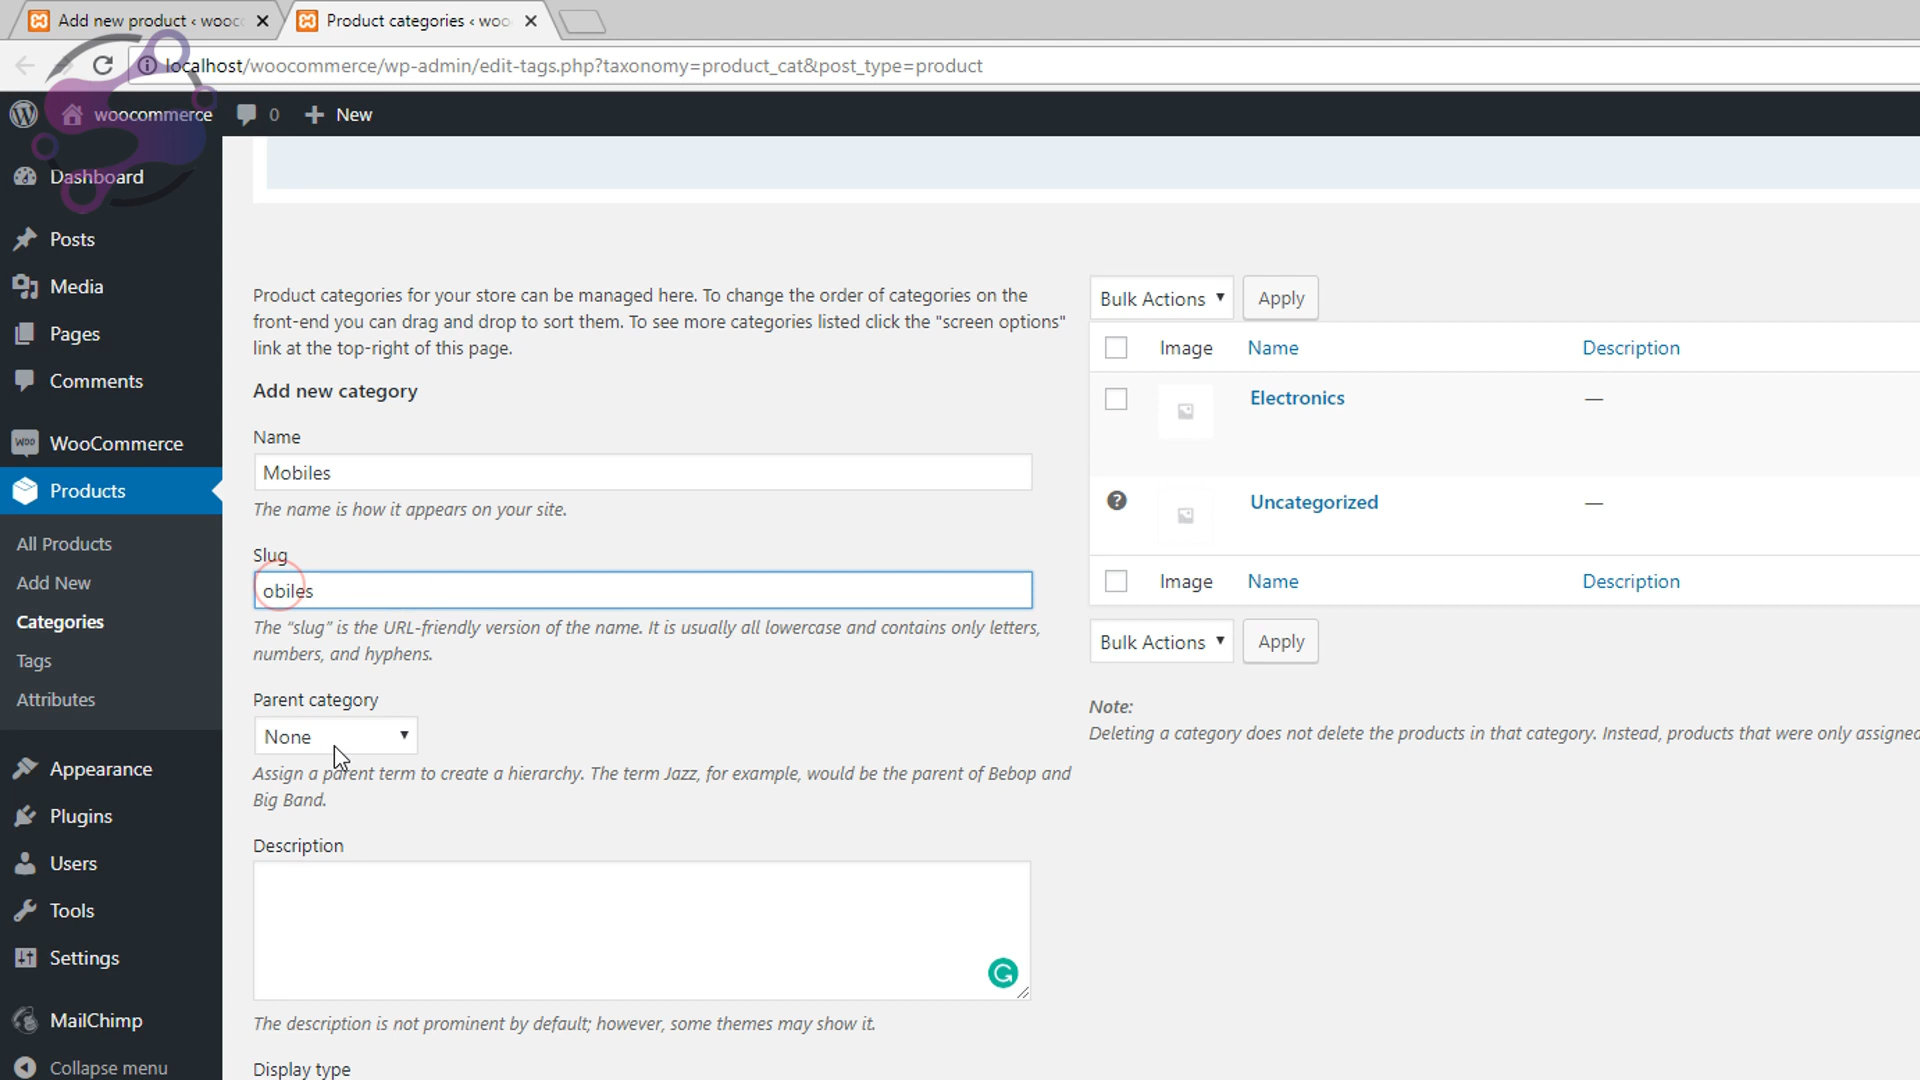 Add new product ‹ wooc
Product categories ‹ woo
localhost/woocommerce/wp-admin/edit-tags.php?taxonomy=product_cat&post_type=product
woocommerce
0
New
Dashboard
Posts
Media
Pages
Comments
WooCommerce
Products
All Products
Add New
Categories
Tags
Attributes
Appearance
Plugins
Users
Tools
Settings
MailChimp
Collapse menu
Product categories for your store can be managed here. To change the order of categories on the
front-end you can drag and drop to sort them. To see more categories listed click the "screen options"
link at the top-right of this page.
Add new category
Name
Mobiles
The name is how it appears on your site.
Slug
obiles
The “slug” is the URL-friendly version of the name. It is usually all lowercase and contains only letters,
numbers, and hyphens.
Parent category
None
Assign a parent term to create a hierarchy. The term Jazz, for example, would be the parent of Bebop and
Big Band.
Description
The description is not prominent by default; however, some themes may show it.
Display type
Bulk Actions
Apply
Image
Name
Description
Electronics
—
Uncategorized
—
Image
Name
Description
Bulk Actions
Apply
Note:
Deleting a category does not delete the products in that category. Instead, products that were only assigned